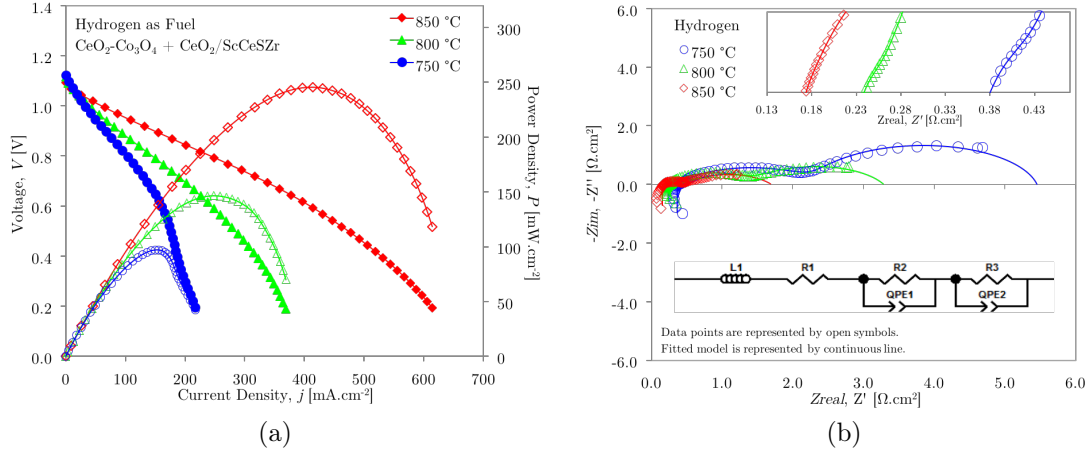 Hydrogen as Fuel
CeO2-Co3O4 + CeO2/ScCeSZr
850 °C
800 °C
750 °C
Voltage, V [V]
1.4
1.2
1.0
0.8
0.6
0.4
0.2
0.0
Power Density, P [mW.cm-2]
300
250
200
150
100
50
0
0 100 200 300 400 500 600 700
Current Density, j [mA.cm-2]
(a)
Hydrogen
750 °C
800 °C
850 °C
0.13 0.18 0.23 0.28 0.33 0.38 0.43
Zreal, Z' [Ω.cm²]
-Zim, -Z'' [Ω.cm²]
6.0
4.0
2.0
0.0
-2.0
-4.0
-6.0
L1 R1 R2 R3
QPE1 QPE2
Data points are represented by open symbols.
Fitted model is represented by continuous line.
0.0 1.0 2.0 3.0 4.0 5.0 6.0
Zreal, Z' [Ω.cm²]
(b)